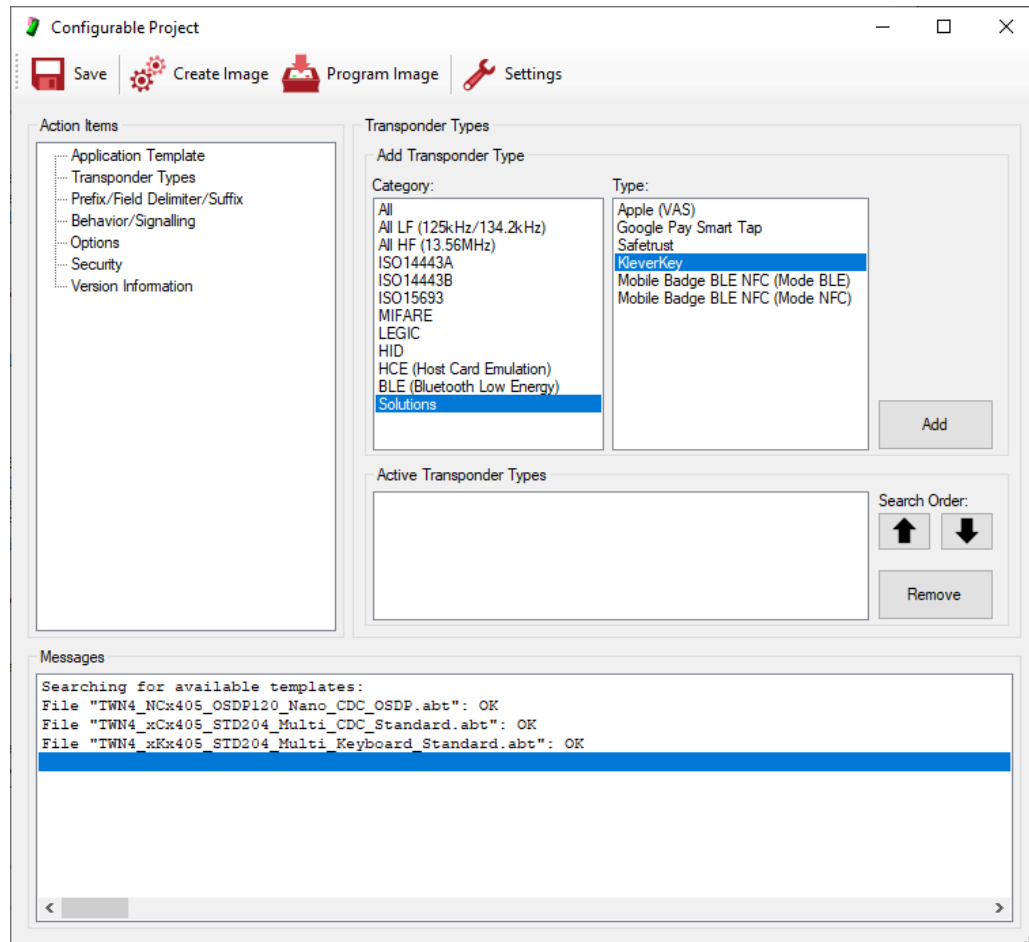 Configurable Project
Save
Create Image
Program Image
Settings
Action Items
Application Template
Transponder Types
Prefix/Field Delimiter/Suffix
Behavior/Signalling
Options
Security
Version Information
Transponder Types
Add Transponder Type
Category:
All
All LF (125kHz/134.2kHz)
All HF (13.56MHz)
ISO14443A
ISO14443B
ISO15693
MIFARE
LEGIC
HID
HCE (Host Card Emulation)
BLE (Bluetooth Low Energy)
Solutions
Type:
Apple (VAS)
Google Pay Smart Tap
Safetrust
KleverKey
Mobile Badge BLE NFC (Mode BLE)
Mobile Badge BLE NFC (Mode NFC)
Add
Active Transponder Types
Search Order:
Remove
Messages
Searching for available templates:
File "TWN4_NCx405_OSDP120_Nano_CDC_OSDP.abt": OK
File "TWN4_xCx405_STD204_Multi_CDC_Standard.abt": OK
File "TWN4_xKx405_STD204_Multi_Keyboard_Standard.abt": OK